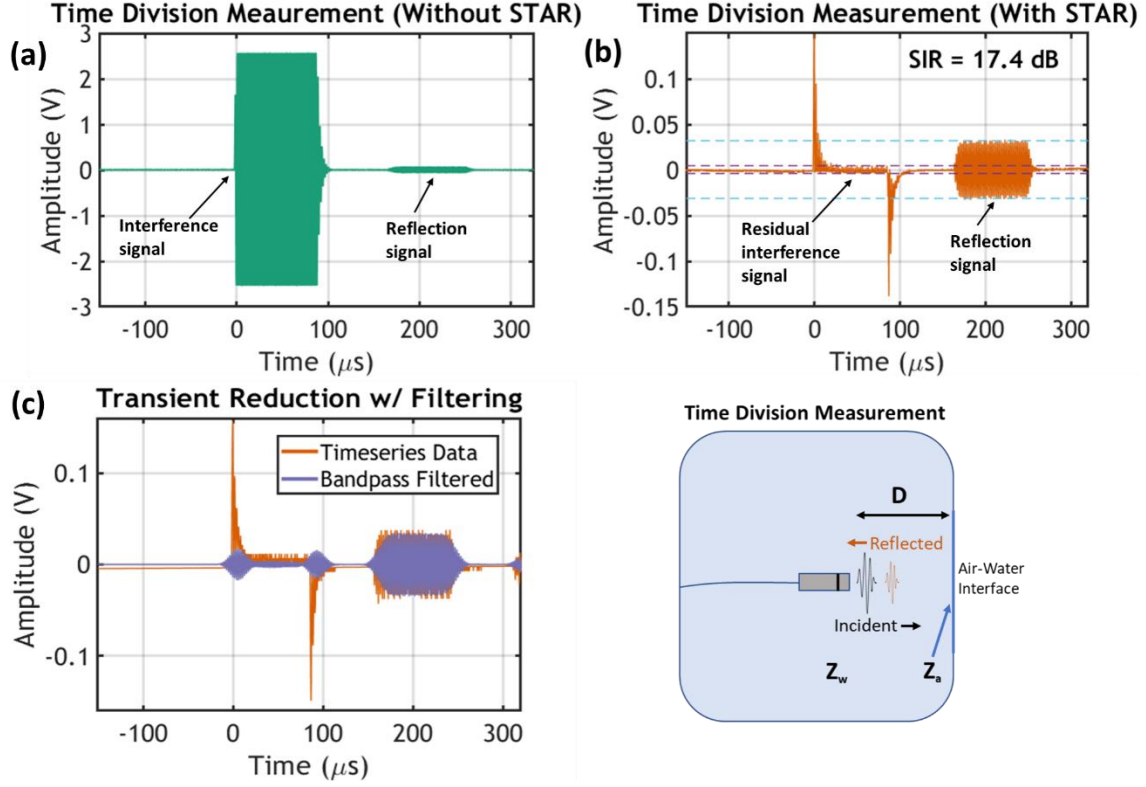 Time Division Meaurement (Without STAR)
(a)
3
2
1
0
-1
-2
-3
Amplitude (V)
Interference
signal
Reflection
signal
-100
0
100
200
300
Time (μs)
Time Division Measurement (With STAR)
(b)
SIR = 17.4 dB
0.1
0.05
0
-0.05
-0.1
-0.15
Amplitude (V)
Residual
interference
signal
Reflection
signal
-100
0
100
200
300
Time (μs)
(c)
Transient Reduction w/ Filtering
Timeseries Data
Bandpass Filtered
0.1
0
-0.1
Amplitude (V)
-100
0
100
200
300
Time (μs)
Time Division Measurement
D
Reflected
Air-Water
Interface
Incident
Zw
Za